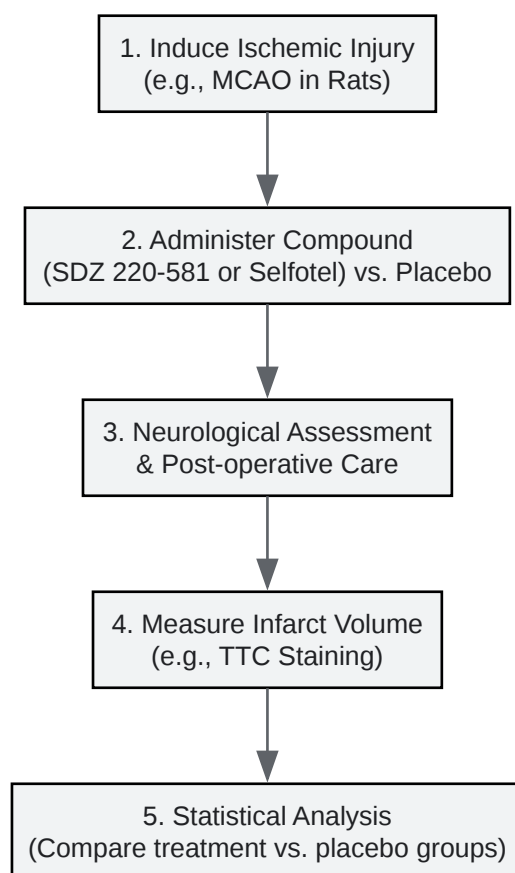 1. Induce Ischemic Injury
(e.g., MCAO in Rats)
2. Administer Compound
(SDZ 220-581 or Selfotel) vs. Placebo
3. Neurological Assessment
& Post-operative Care
4. Measure Infarct Volume
(e.g., TTC Staining)
5. Statistical Analysis
(Compare treatment vs. placebo groups)